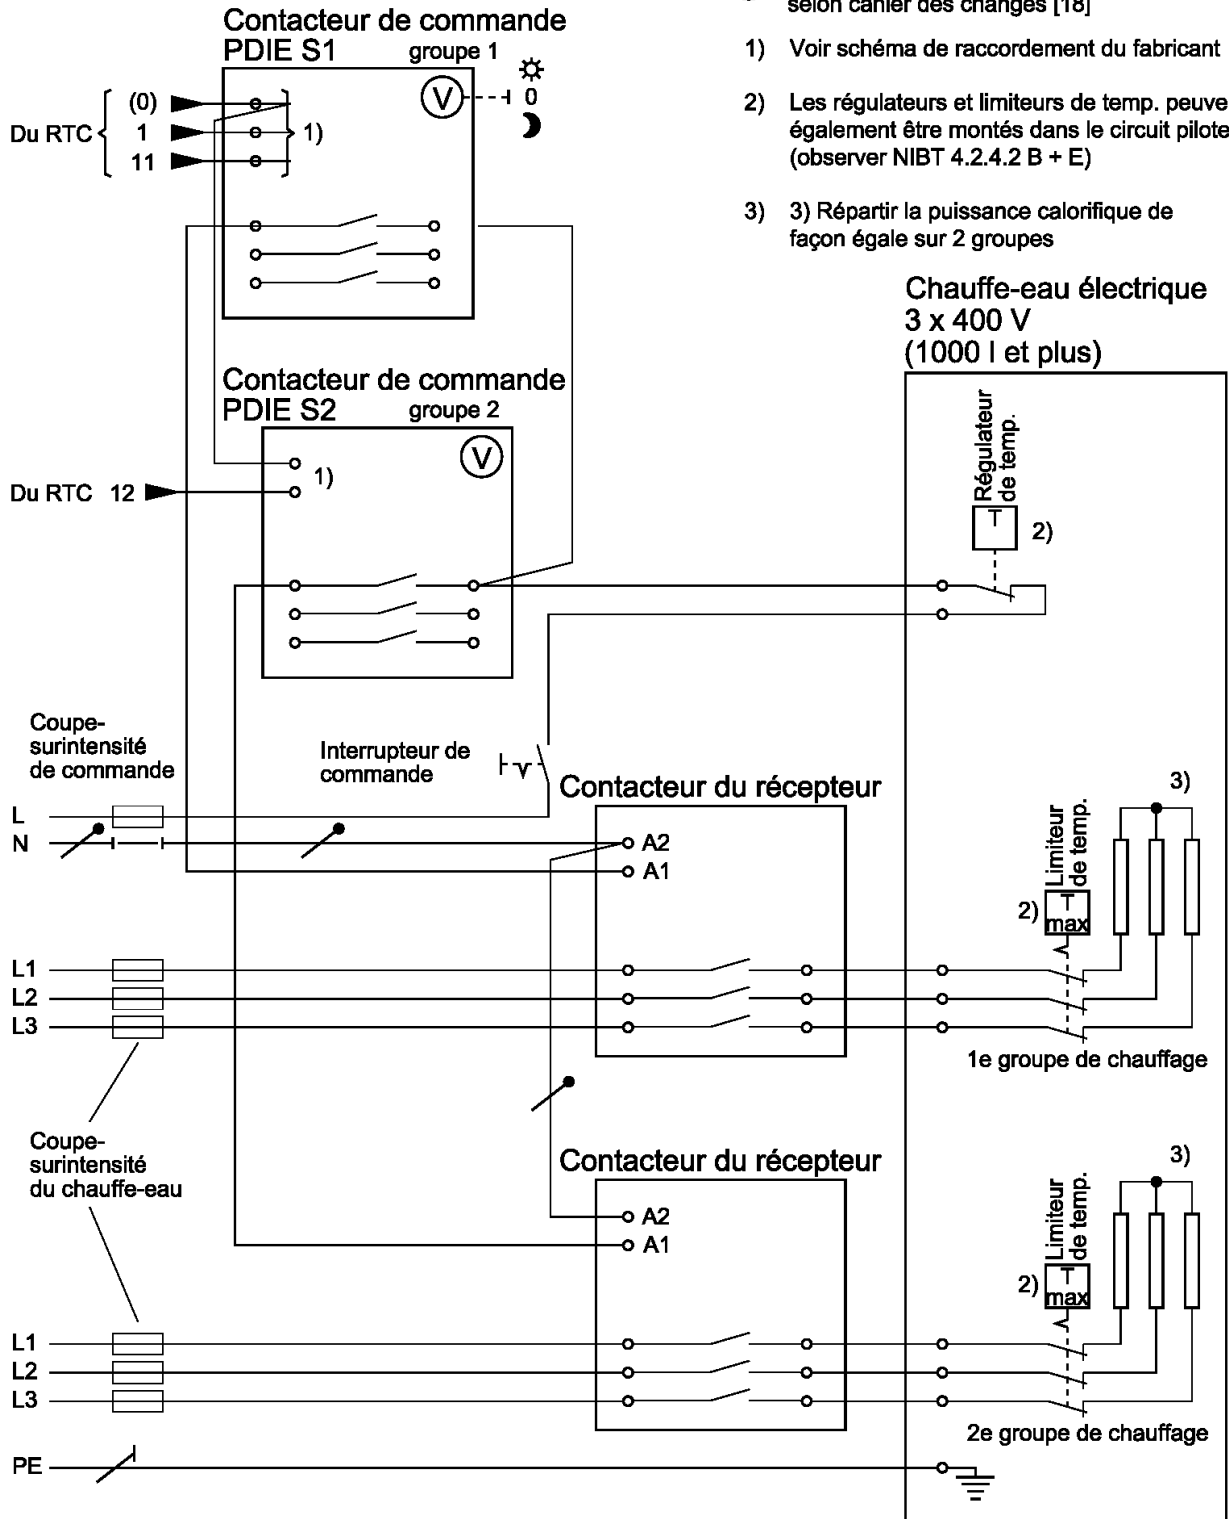 selon cahier des changes [18]
Contacteur de commande
PDIE S1 groupe 1
1) Voir schéma de raccordement du fabricant
V
0
(0)
Du RTC 1 1)
11
2) Les régulateurs et limiteurs de temp. peuve
également être montés dans le circuit pilote
(observer NIBT 4.2.4.2 B + E)
3) 3) Répartir la puissance calorifique de
façon égale sur 2 groupes
Chauffe-eau électrique
3 x 400 V
(1000 l et plus)
Contacteur de commande
PDIE S2 groupe 2
V
1)
Du RTC 12
Régulateur
de temp.
2)
Coupe-
surintensité
de commande
Interrupteur de
commande
Contacteur du récepteur
L
N
A2
A1
3)
Limiteur
de temp.
2)
max
L1
L2
L3
1e groupe de chauffage
Coupe-
surintensité
du chauffe-eau
Contacteur du récepteur
A2
A1
3)
Limiteur
de temp.
2)
max
L1
L2
L3
2e groupe de chauffage
PE